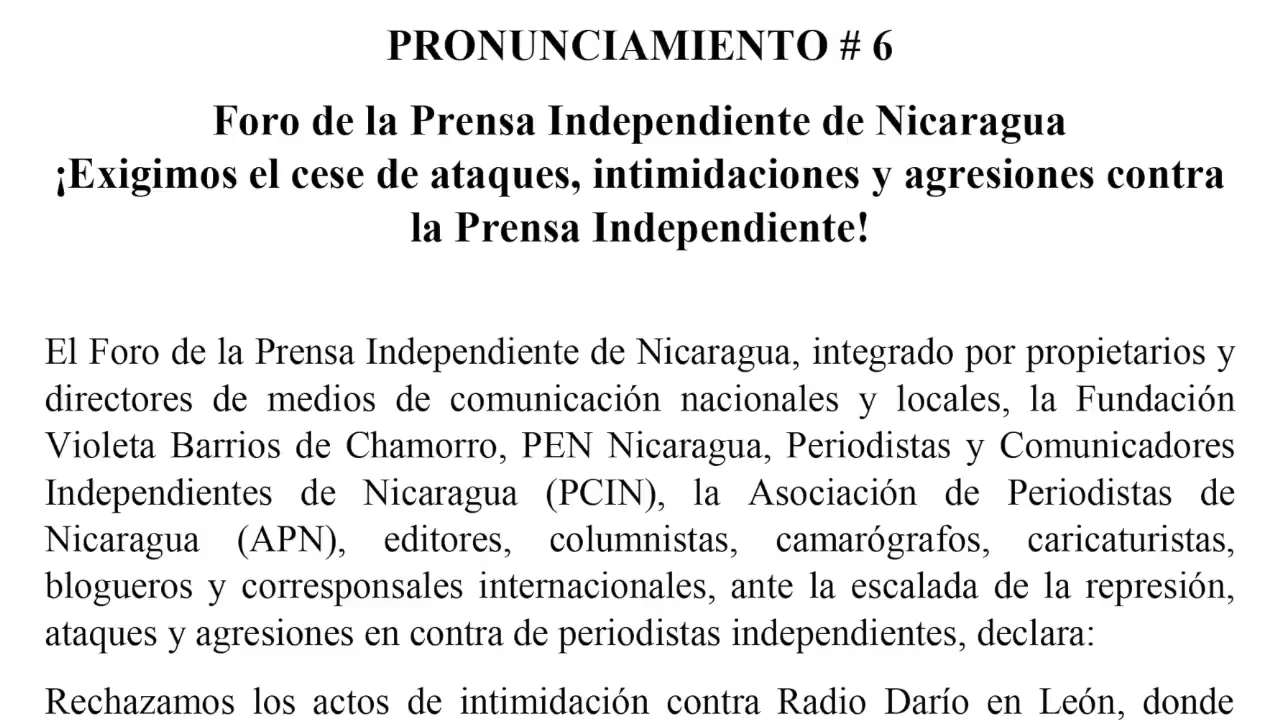 PRONUNCIAMIENTO # 6
Foro de la Prensa Independiente de Nicaragua
¡Exigimos el cese de ataques, intimidaciones y agresiones contra
la Prensa Independiente!
El Foro de la Prensa Independiente de Nicaragua, integrado por propietarios y
directores de medios de comunicación nacionales y locales, la Fundación
Violeta Barrios de Chamorro, PEN Nicaragua, Periodistas y Comunicadores
Independientes de Nicaragua (PCIN), la Asociación de Periodistas de
Nicaragua (APN), editores, columnistas, camarógrafos, caricaturistas,
blogueros y corresponsales internacionales, ante la escalada de la represión,
ataques y agresiones en contra de periodistas independientes, declara:
Rechazamos los actos de intimidación contra Radio Darío en León, donde